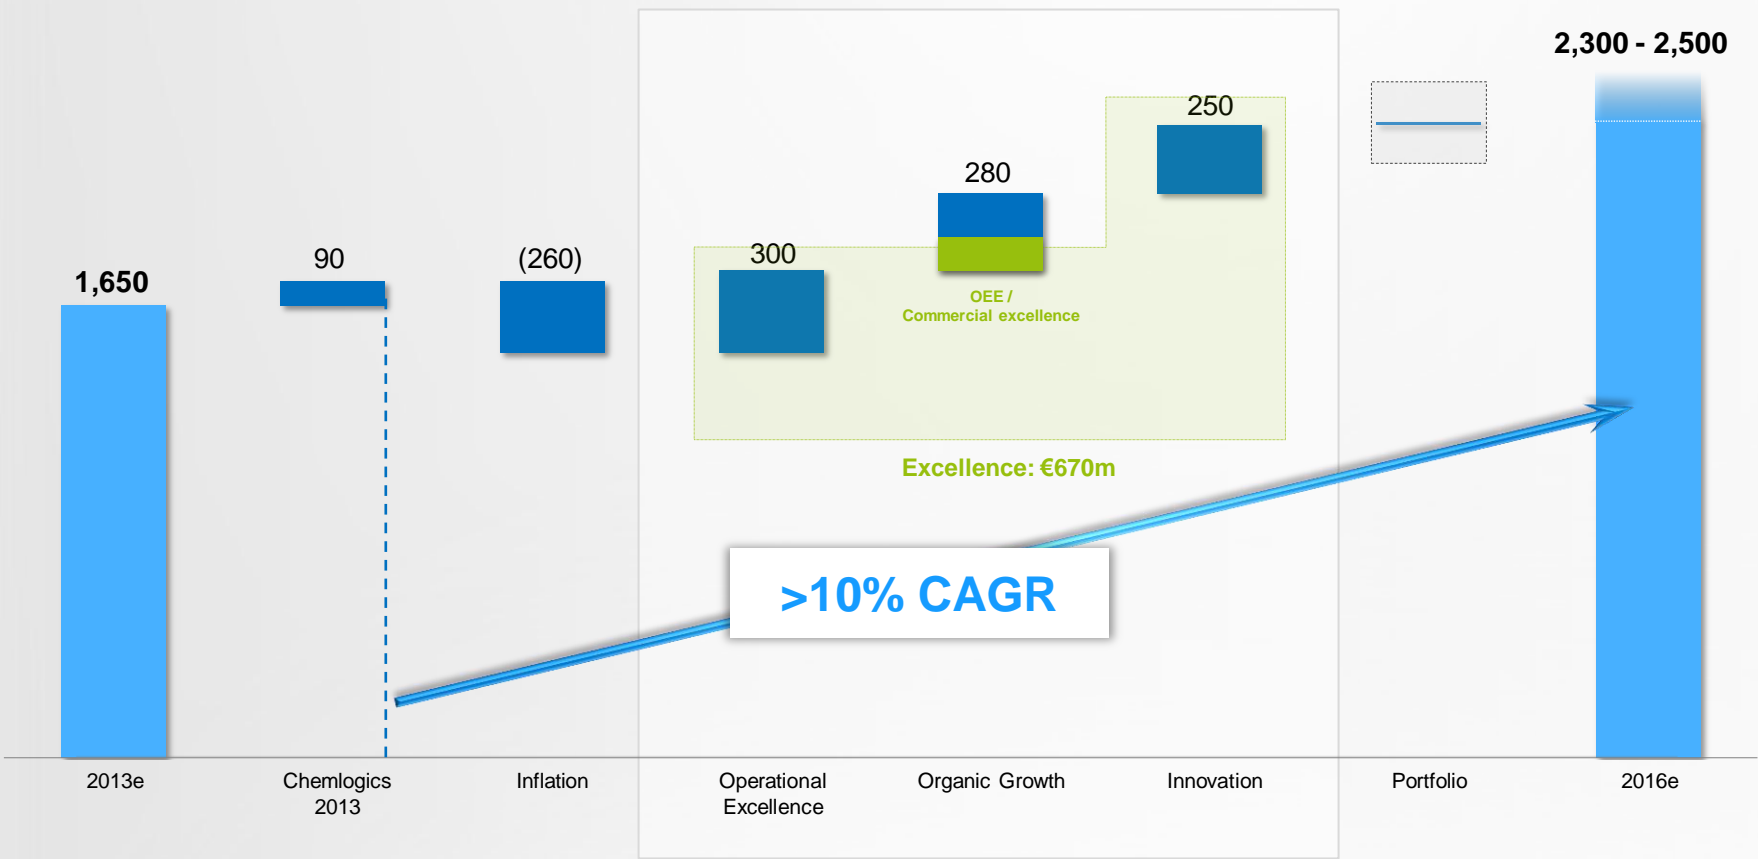 2,300 - 2,500
250
280
300
90
(260)
1,650
OEE /
Commercial excellence
Excellence: €670m
>10% CAGR
2013e
Chemlogics
2013
Inflation
Operational
Excellence
Organic Growth
Innovation
Portfolio
2016e